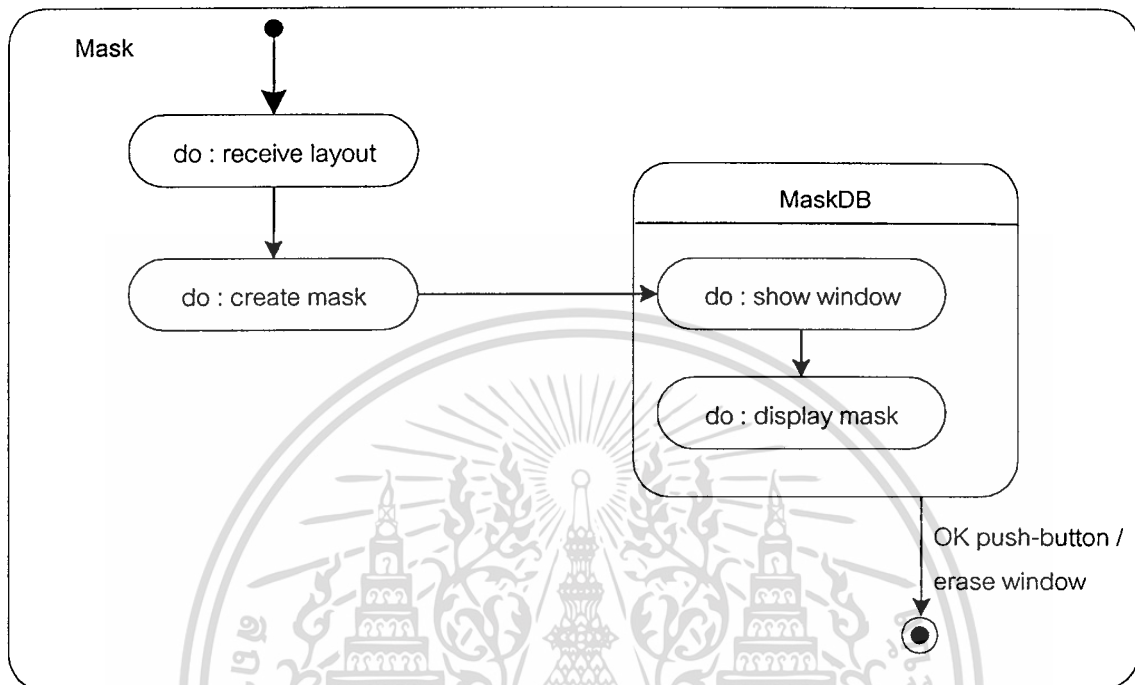 Mask
do : receive layout
do : create mask
MaskDB
do : show window
do : display mask
OK push-button /
erase window